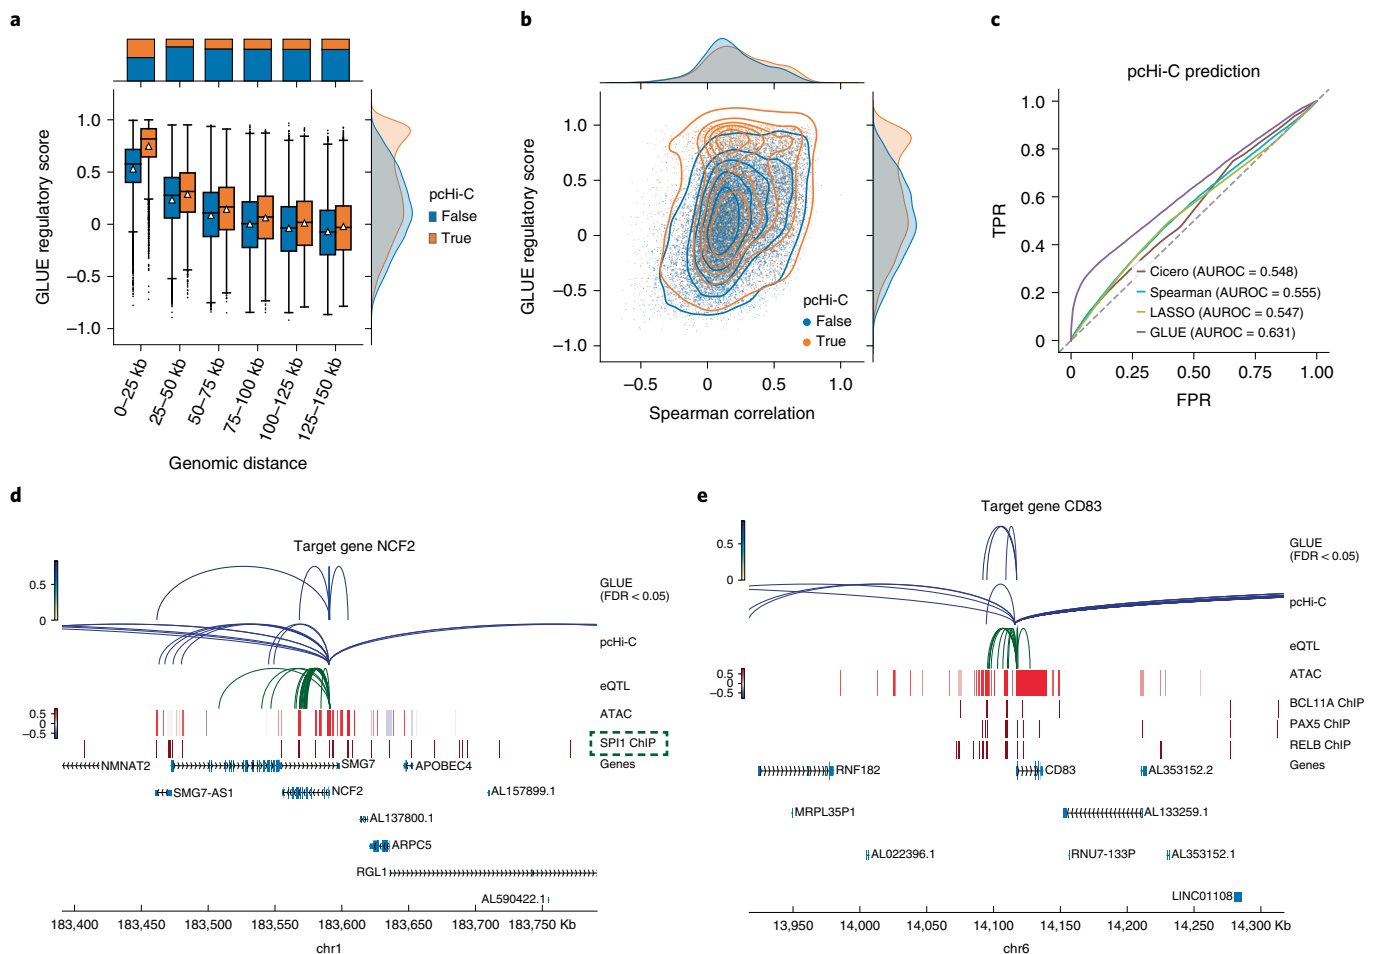 a
GLUE regulatory score
1.0
0.5
0
−0.5
−1.0
pcHi-C
False
True
0–25 kb
25–50 kb
50–75 kb
75–100 kb
100–125 kb
125–150 kb
Genomic distance
b
GLUE regulatory score
1.0
0.5
0
−0.5
−1.0
pcHi-C
False
True
−0.5
0
0.5
1.0
Spearman correlation
c
pcHi-C prediction
TPR
1.0
0.8
0.6
0.4
0.2
0
Cicero (AUROC = 0.548)
Spearman (AUROC = 0.555)
LASSO (AUROC = 0.547)
GLUE (AUROC = 0.631)
0
0.25
0.50
0.75
1.00
FPR
d
Target gene NCF2
0.5
0
GLUE
(FDR < 0.05)
pcHi-C
eQTL
0.5
0
−0.5
ATAC
SPI1 ChIP
Genes
NMNAT2
SMG7
APOBEC4
SMG7-AS1
NCF2
AL157899.1
AL137800.1
ARPC5
RGL1
AL590422.1
183,400
183,450
183,500
183,550
183,600
183,650
183,700
183,750 Kb
chr1
e
Target gene CD83
0.5
0
GLUE
(FDR < 0.05)
pcHi-C
eQTL
0.5
0
−0.5
ATAC
BCL11A ChIP
PAX5 ChIP
RELB ChIP
Genes
RNF182
CD83
AL353152.2
MRPL35P1
AL133259.1
AL022396.1
RNU7-133P
AL353152.1
LINC01108
13,950
14,000
14,050
14,100
14,150
14,200
14,250
14,300 Kb
chr6